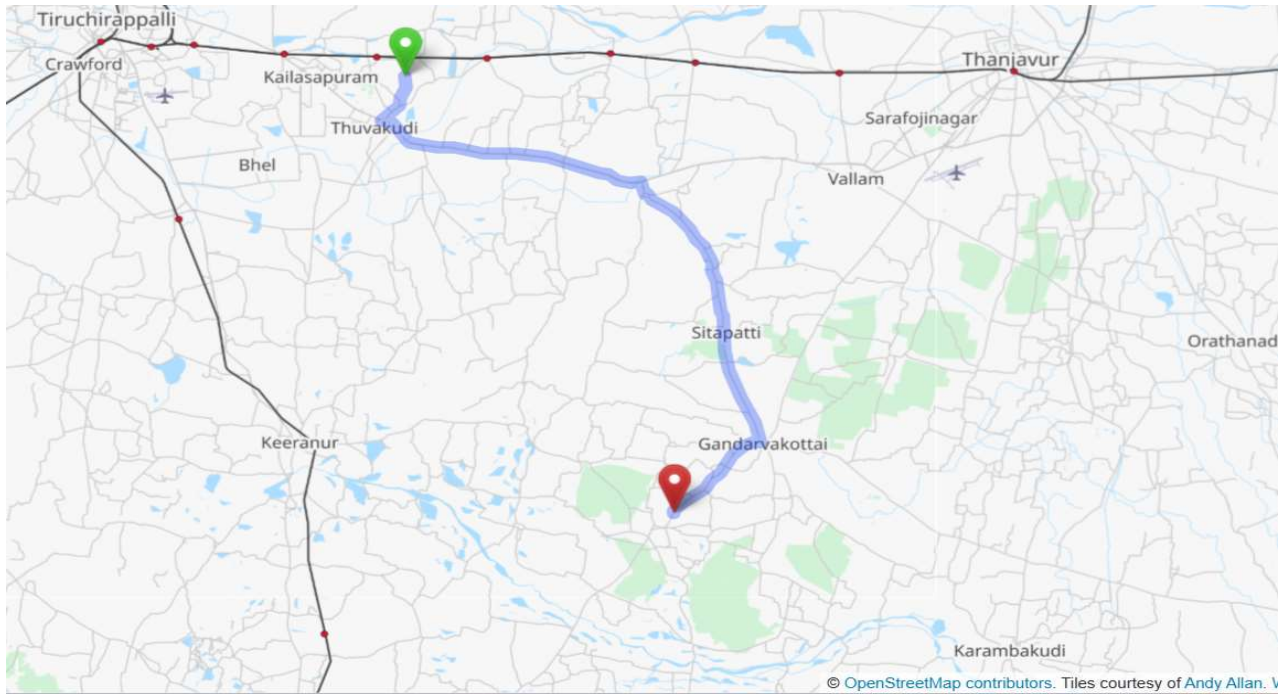 Tiruchirappalli
Crawford
Kailasapuram
Thanjavur
Thuvakudi
Sarafojinagar
Bhel
Vallam
Sitapatti
Orathanad
Keeranur
Gandarvakottai
Karambakudi
© OpenStreetMap contributors. Tiles courtesy of Andy Allan.